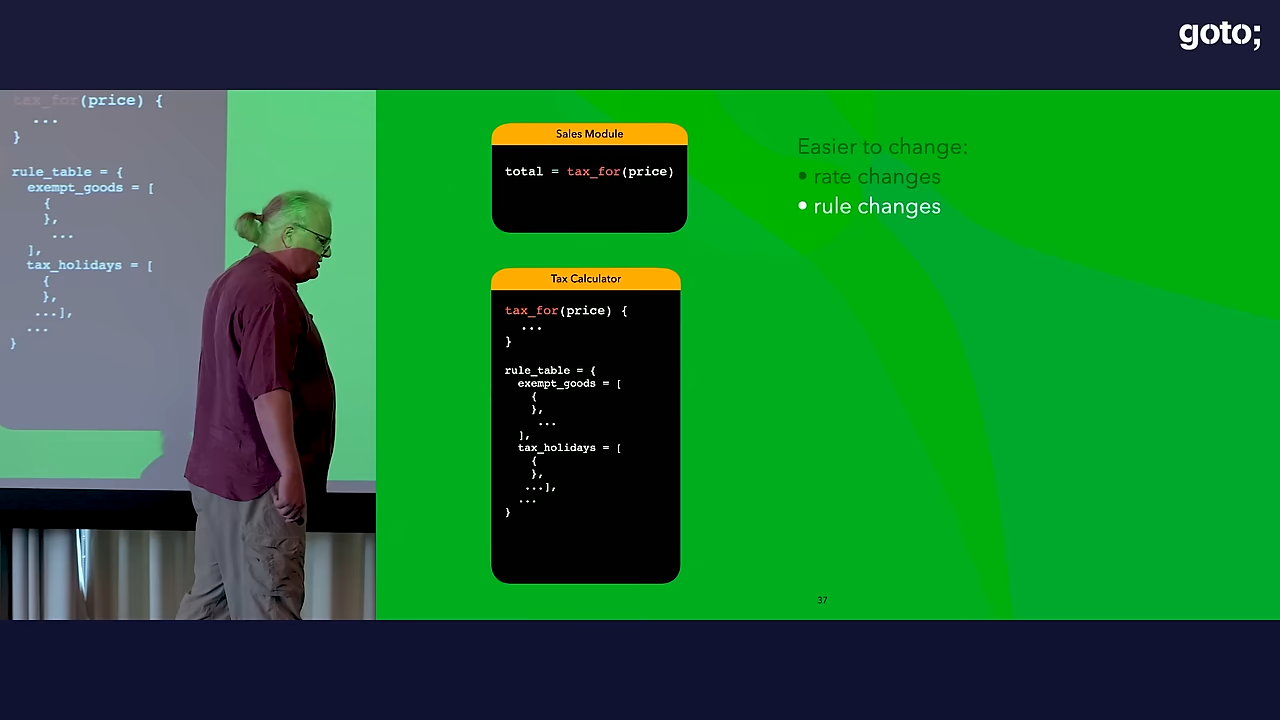 goto;
tax_for(price) {
...
}
rule_table = {
exempt_goods = [
{
},
...
],
tax_holidays = [
{
},
...],
...
}
Sales Module
total = tax_for(price)
Tax Calculator
tax_for(price) {
...
}
rule_table = {
exempt_goods = [
{
},
...
],
tax_holidays = [
{
},
...],
...
}
Easier to change:
• rate changes
• rule changes
37